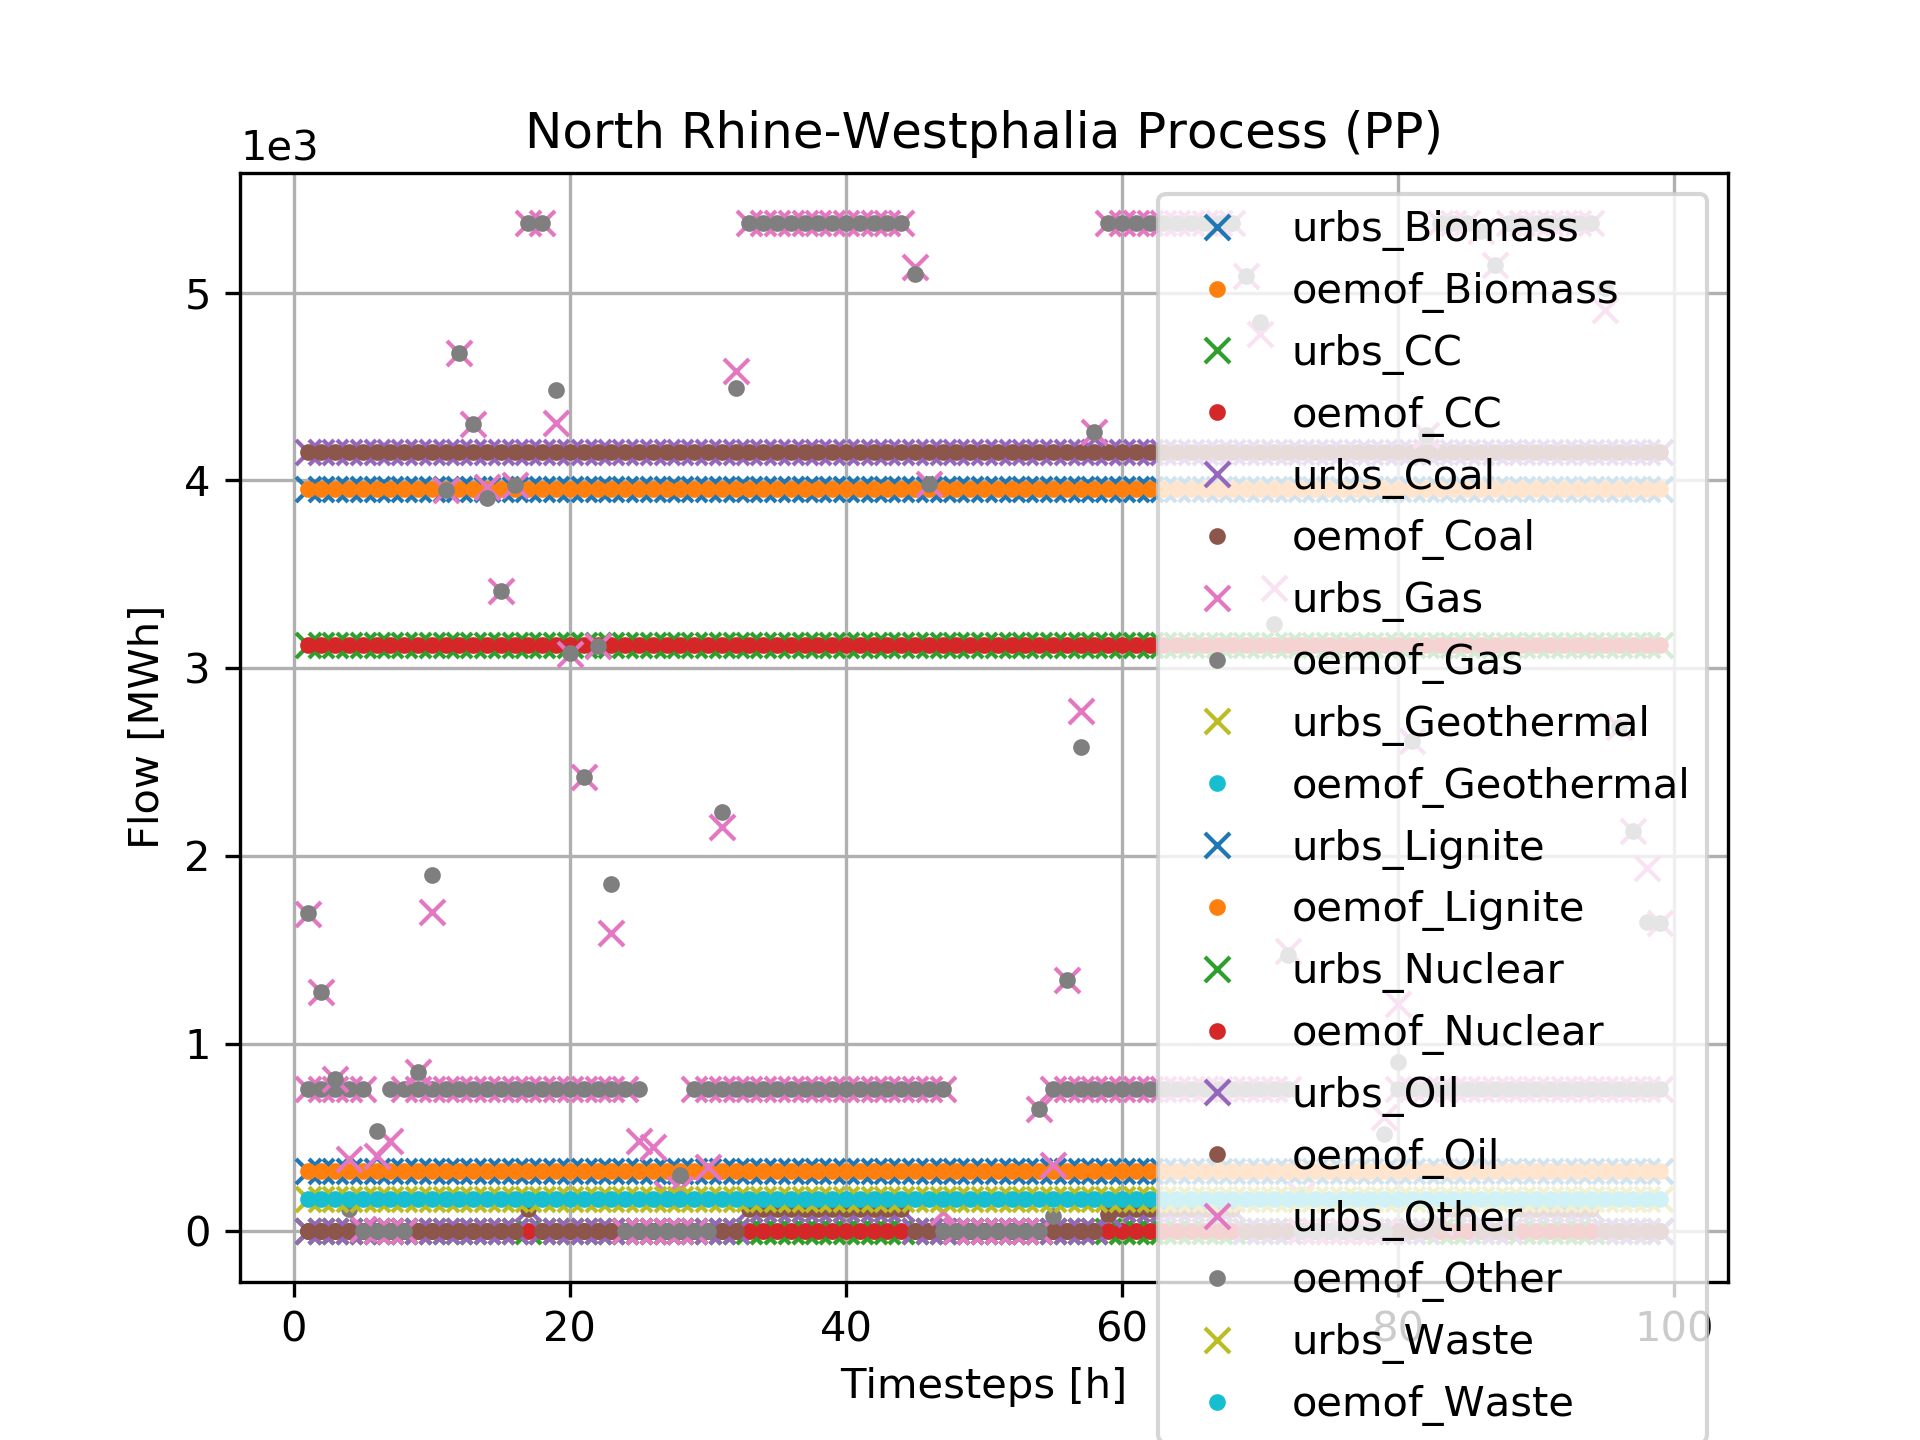 North Rhine-Westphalia Process (PP)
1e3
5
4
3
2
1
0
Flow [MWh]
0 20 40 60 80 100
Timesteps [h]
urbs_Biomass
oemof_Biomass
urbs_CC
oemof_CC
urbs_Coal
oemof_Coal
urbs_Gas
oemof_Gas
urbs_Geothermal
oemof_Geothermal
urbs_Lignite
oemof_Lignite
urbs_Nuclear
oemof_Nuclear
urbs_Oil
oemof_Oil
urbs_Other
oemof_Other
urbs_Waste
oemof_Waste